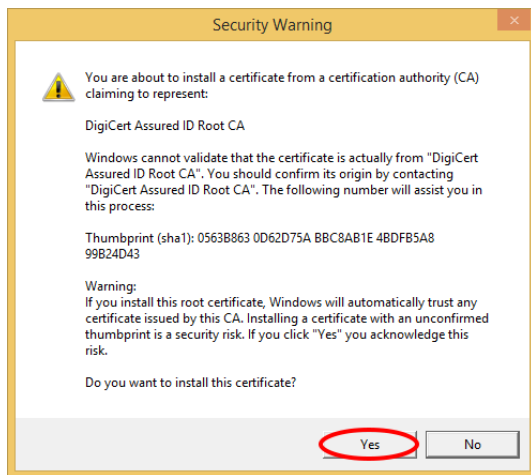 Security Warning
You are about to install a certificate from a certification authority (CA)
claiming to represent:
DigiCert Assured ID Root CA
Windows cannot validate that the certificate is actually from "DigiCert
Assured ID Root CA". You should confirm its origin by contacting
"DigiCert Assured ID Root CA". The following number will assist you in
this process:
Thumbprint (sha1): 0563B863 0D62D75A BBC8AB1E 4BDFB5A8
99B24D43
Warning:
If you install this root certificate, Windows will automatically trust any
certificate issued by this CA. Installing a certificate with an unconfirmed
thumbprint is a security risk. If you click "Yes" you acknowledge this
risk.
Do you want to install this certificate?
Yes No